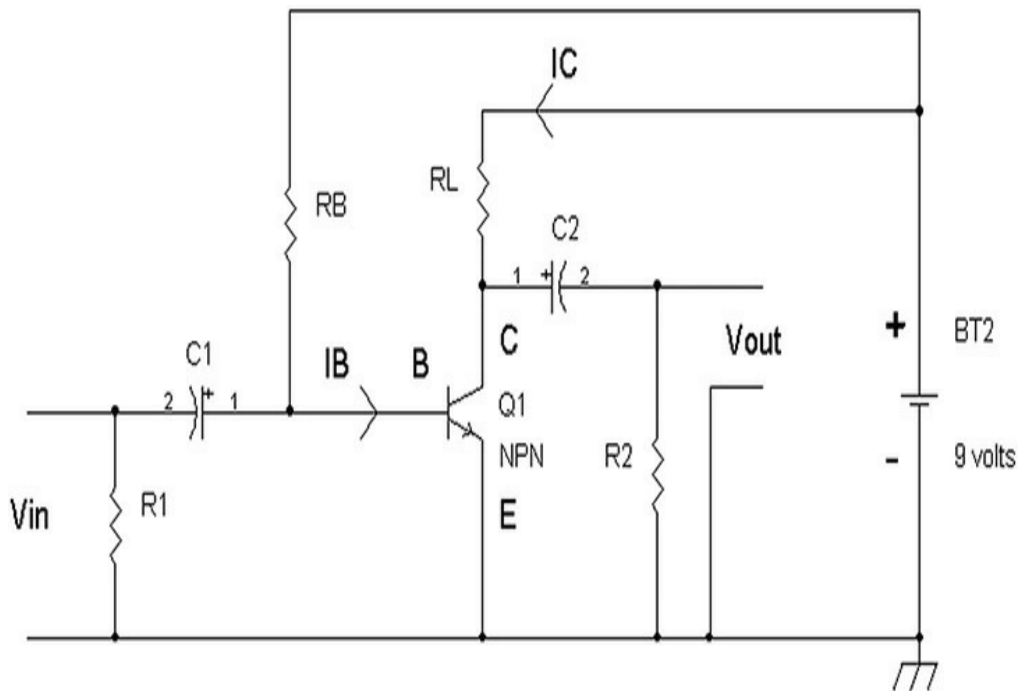 IC
RL
RB
C2
1 + 2
C1
2 + 1
IB
B
C
Q1
NPN
E
Vout
+
BT2
-
9 volts
R2
R1
Vin